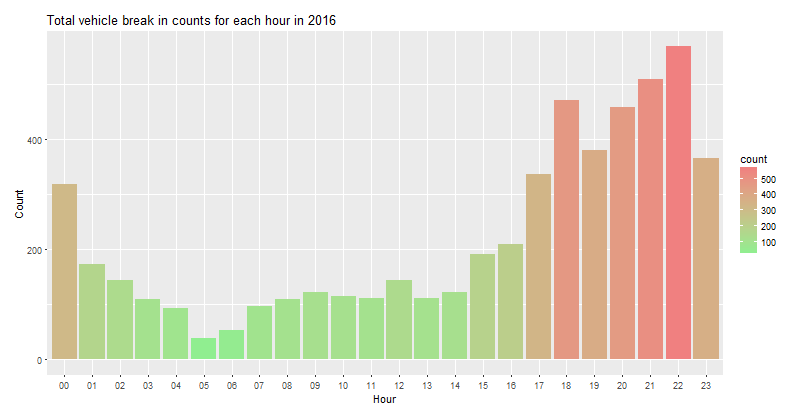 Total vehicle break in counts for each hour in 2016
Count
400
200
0
00 01 02 03 04 05 06 07 08 09 10 11 12 13 14 15 16 17 18 19 20 21 22 23
Hour
count
500
400
300
200
100